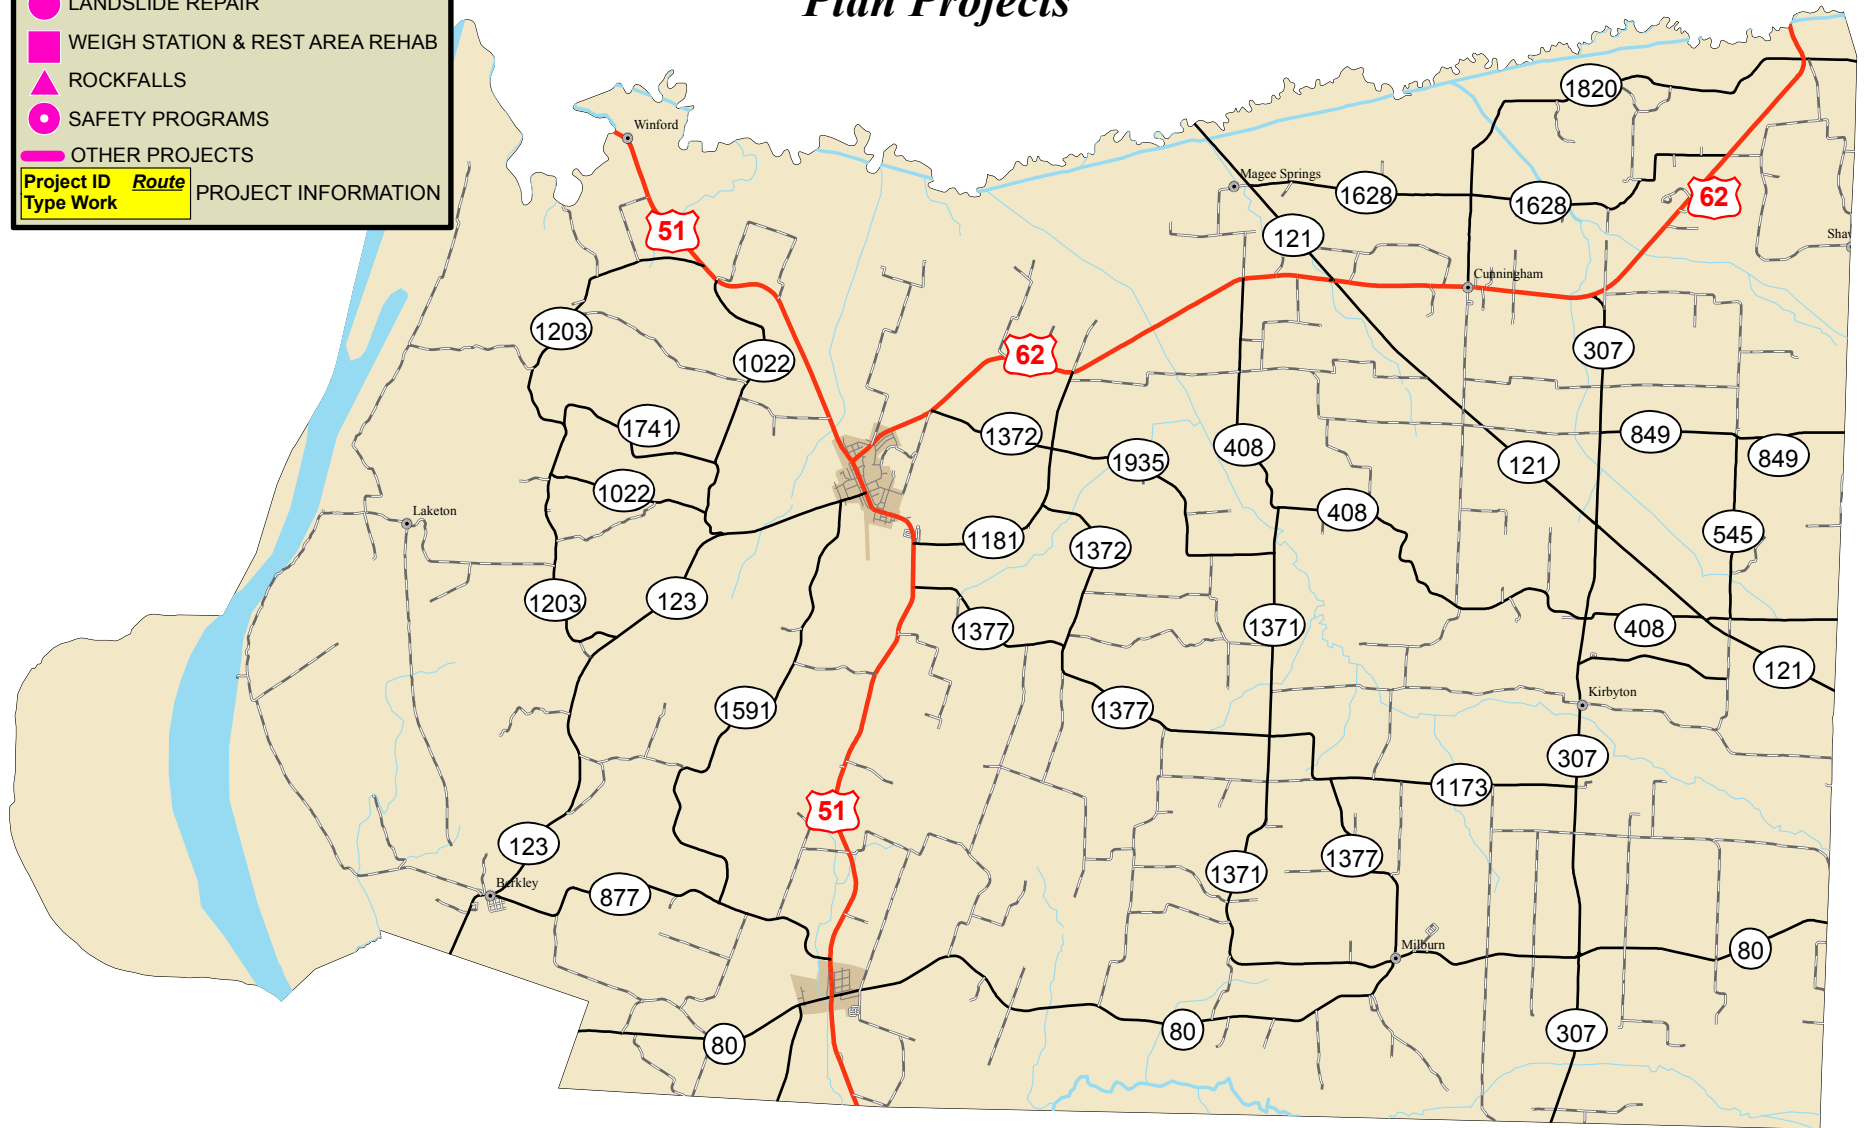 Plan Projects
LANDSLIDE REPAIR
WEIGH STATION & REST AREA REHAB
ROCKFALLS
SAFETY PROGRAMS
OTHER PROJECTS
Project ID Route
Type Work
PROJECT INFORMATION
1820
Winford
Magee Springs
1628
1628
62
51
121
Shaw
Cunningham
1203
1022
62
307
1741
1372
849
408
1935
121
849
1022
Laketon
408
1181
1372
545
1203
123
1377
1371
408
121
Kirbyton
1591
1377
307
1173
51
123
1377
1371
Berkley
877
Milburn
80
80
80
307